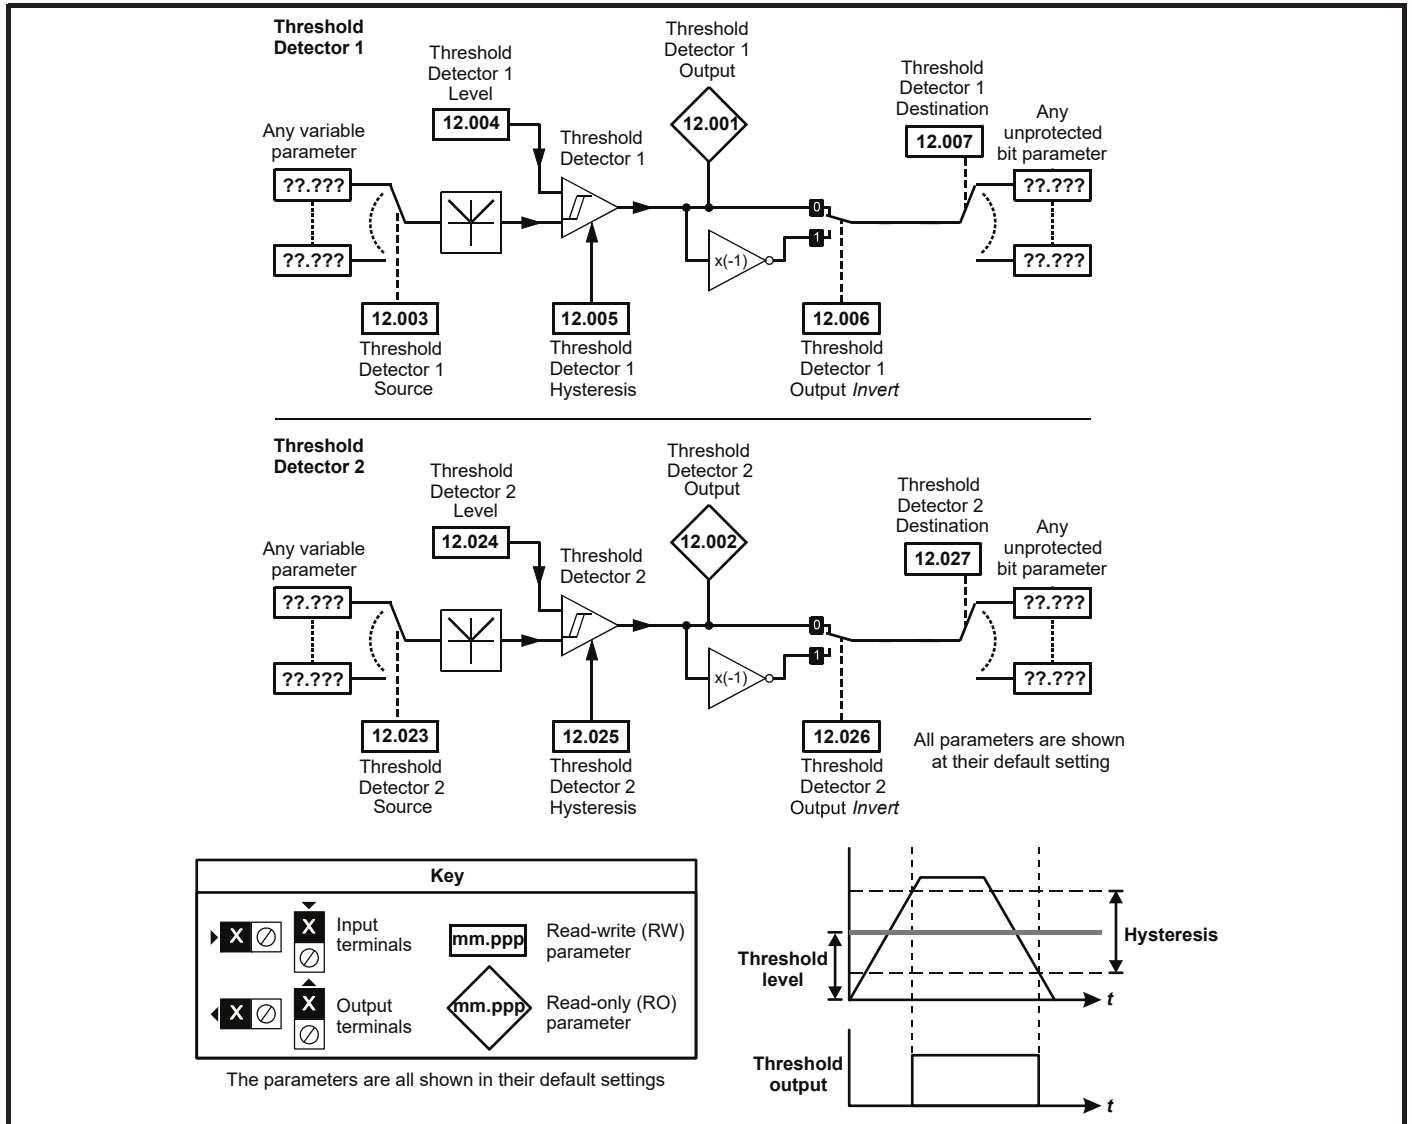 Threshold
Detector 1
Threshold
Detector 1
Level
12.004
Threshold
Detector 1
Output
12.001
Threshold
Detector 1
Destination
12.007
Any variable
parameter
??.???
??.???
Threshold
Detector 1
Any
unprotected
bit parameter
??.???
??.???
0
1
x(-1)
12.003
Threshold
Detector 1
Source
12.005
Threshold
Detector 1
Hysteresis
12.006
Threshold
Detector 1
Output Invert
Threshold
Detector 2
Threshold
Detector 2
Level
12.024
Threshold
Detector 2
Output
12.002
Threshold
Detector 2
Destination
12.027
Any variable
parameter
??.???
??.???
Threshold
Detector 2
Any
unprotected
bit parameter
??.???
??.???
0
1
x(-1)
12.023
Threshold
Detector 2
Source
12.025
Threshold
Detector 2
Hysteresis
12.026
Threshold
Detector 2
Output Invert
All parameters are shown
at their default setting
Key
X
X
Input
terminals
mm.ppp
Read-write (RW)
parameter
X
X
Output
terminals
mm.ppp
Read-only (RO)
parameter
The parameters are all shown in their default settings
Threshold
level
Hysteresis
t
Threshold
output
t